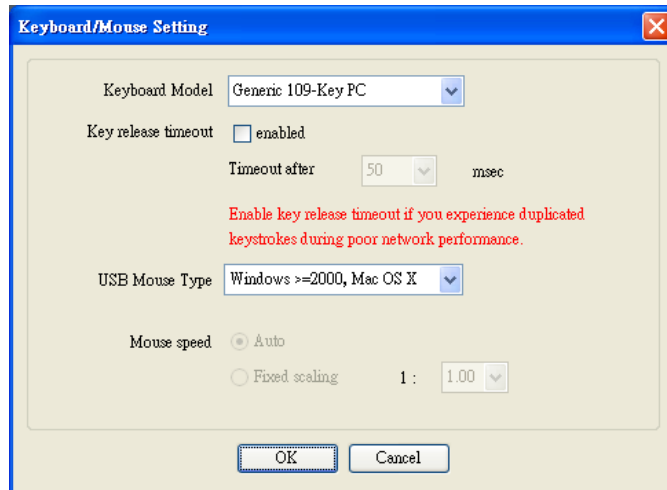 Keyboard/Mouse Setting
Keyboard Model Generic 109-Key PC
Key release timeout enabled
Timeout after 50 msec
Enable key release timeout if you experience duplicated
keystrokes during poor network performance.
USB Mouse Type Windows >=2000, Mac OS X
Mouse speed Auto
Fixed scaling 1 : 1.00
OK Cancel